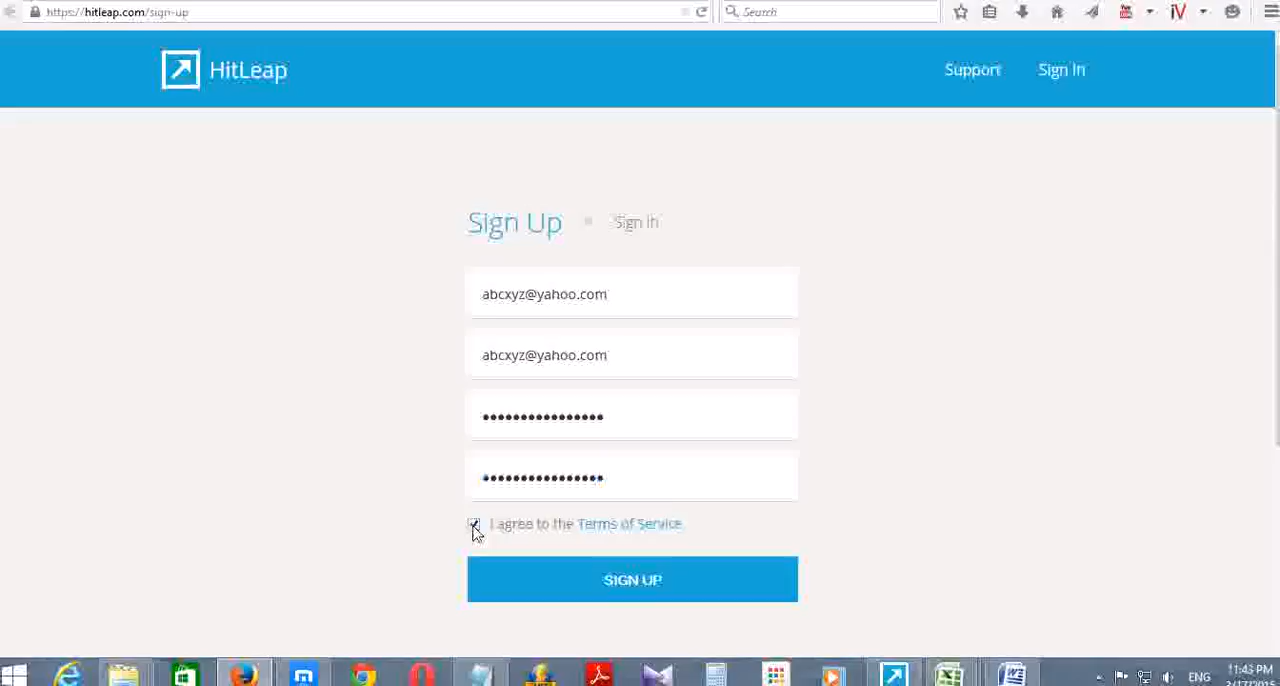 https://hitleap.com/sign-up
Search
HitLeap
Support
Sign In
Sign Up
Sign In
abcxyz@yahoo.com
abcxyz@yahoo.com
••••••••••••••••
••••••••••••••••
I agree to the Terms of Service
SIGN UP
ENG
11:43 PM